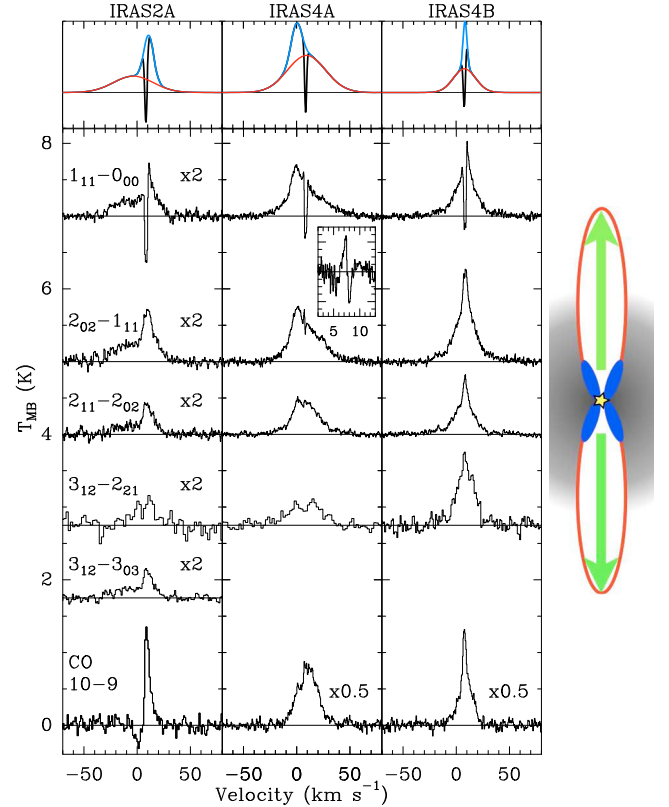 IRAS2A IRAS4A IRAS4B
8
1₁₁−0₀₀ x2
6
5 10
2₀₂−1₁₁ x2
2₁₁−2₀₂ x2
4
3₁₂−2₂₁ x2
3₁₂−3₀₃ x2
2
CO
10−9
x0.5 x0.5
0
T_MB (K)
−50 0 50 −50 0 50 −50 0 50
Velocity (km s⁻¹)